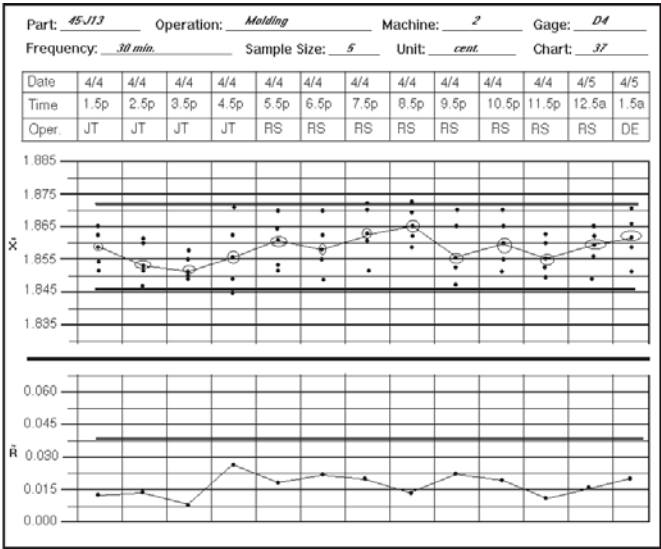 Part: 45-J13 Operation: Molding Machine: 2 Gage: D4
Frequency: 30 min. Sample Size: 5 Unit: cent. Chart: 37
Date 4/4 4/4 4/4 4/4 4/4 4/4 4/4 4/4 4/4 4/4 4/4 4/5 4/5
Time 1.5p 2.5p 3.5p 4.5p 5.5p 6.5p 7.5p 8.5p 9.5p 10.5p 11.5p 12.5a 1.5a
Oper. JT JT JT JT RS RS RS RS RS RS RS RS DE
1.885
1.875
1.865
X̄
1.855
1.845
1.835
0.060
0.045
R̄ 0.030
0.015
0.000